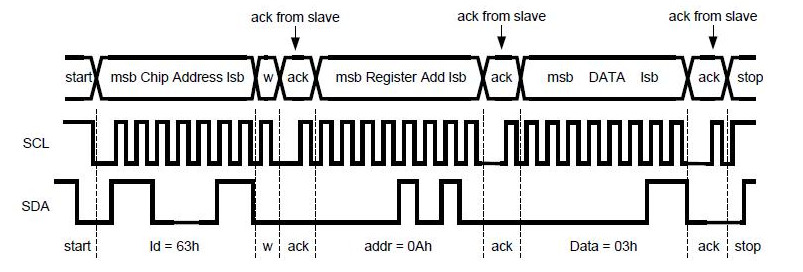 ack from slave ack from slave ack from slave
start msb Chip Address lsb w ack msb Register Add lsb ack msb DATA lsb ack stop
SCL
SDA
start Id = 63h w ack addr = 0Ah ack Data = 03h ack stop